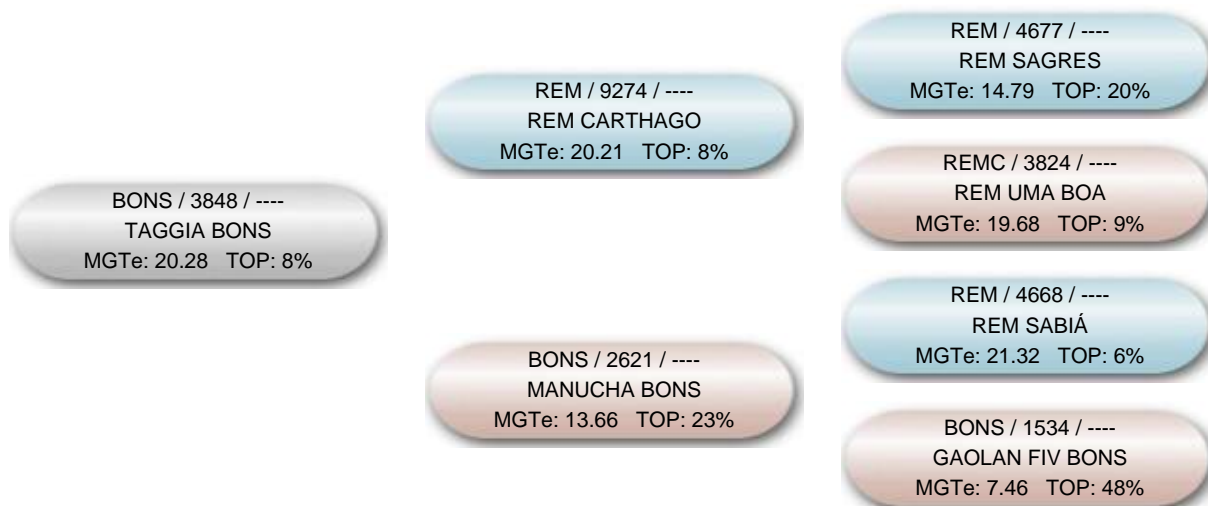 BONS / 3848 / ----
TAGGIA BONS
MGTe: 20.28 TOP: 8%
REM / 9274 / ----
REM CARTHAGO
MGTe: 20.21 TOP: 8%
BONS / 2621 / ----
MANUCHA BONS
MGTe: 13.66 TOP: 23%
REM / 4677 / ----
REM SAGRES
MGTe: 14.79 TOP: 20%
REMC / 3824 / ----
REM UMA BOA
MGTe: 19.68 TOP: 9%
REM / 4668 / ----
REM SABIÁ
MGTe: 21.32 TOP: 6%
BONS / 1534 / ----
GAOLAN FIV BONS
MGTe: 7.46 TOP: 48%